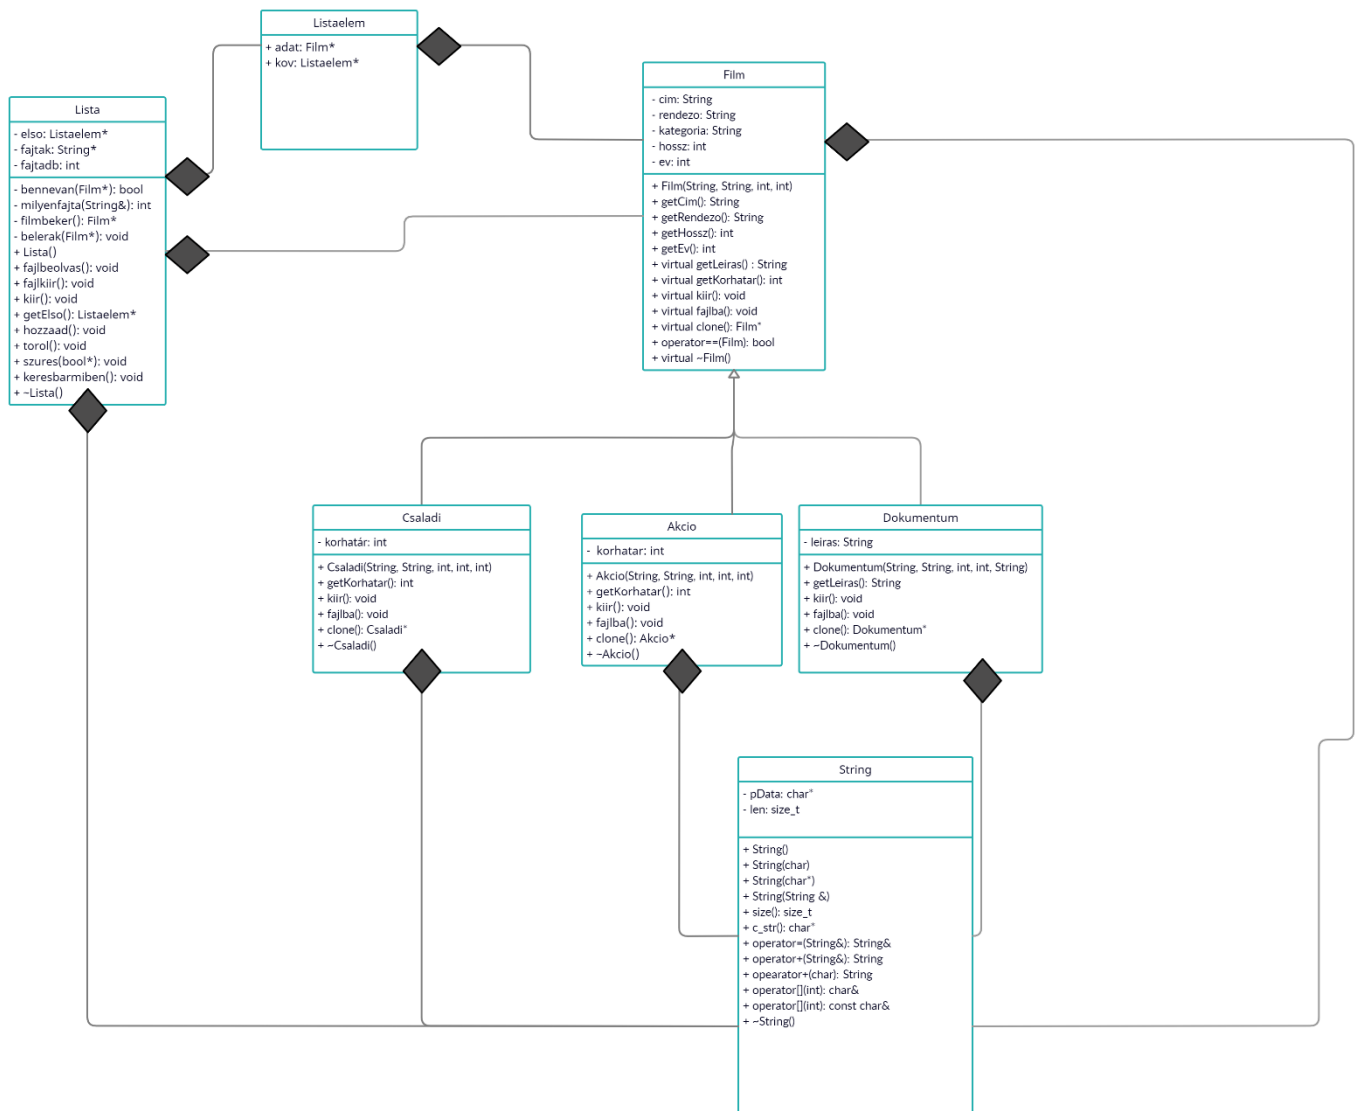 Listaelem
+ adat: Film*
+ kov: Listaelem*
Film
- cim: String
- rendezo: String
- kategoria: String
- hossz: int
- ev: int
+ Film(String, String, int, int)
+ getCim(): String
+ getRendezo(): String
+ getHossz(): int
+ getEv(): int
+ virtual getLeiras() : String
+ virtual getKorhatar(): int
+ virtual kiir(): void
+ virtual fajlba(): void
+ virtual clone(): Film*
+ operator==(Film): bool
+ virtual ~Film()
Lista
- elso: Listaelem*
- fajtak: String*
- fajtadb: int
- bennevan(Film*): bool
- milyenfajta(String&): int
- filmbeker(): Film*
- belerak(Film*): void
+ Lista()
+ fajlbeolvas(): void
+ fajlkiir(): void
+ kiir(): void
+ getElso(): Listaelem*
+ hozzaad(): void
+ torol(): void
+ szures(bool*): void
+ keresbarmiben(): void
+ ~Lista()
Csaladi
- korhatár: int
+ Csaladi(String, String, int, int, int)
+ getKorhatar(): int
+ kiir(): void
+ fajlba(): void
+ clone(): Csaladi*
+ ~Csaladi()
Akcio
- korhatar: int
+ Akcio(String, String, int, int, int)
+ getKorhatar(): int
+ kiir(): void
+ fajlba(): void
+ clone(): Akcio*
+ ~Akcio()
Dokumentum
- leiras: String
+ Dokumentum(String, String, int, int, String)
+ getLeiras(): String
+ kiir(): void
+ fajlba(): void
+ clone(): Dokumentum*
+ ~Dokumentum()
String
- pData: char*
- len: size_t
+ String()
+ String(char)
+ String(char*)
+ String(String &)
+ size(): size_t
+ c_str(): char*
+ operator=(String&): String&
+ operator+(String&): String
+ opearator+(char): String
+ operator[](int): char&
+ operator[](int): const char&
+ ~String()